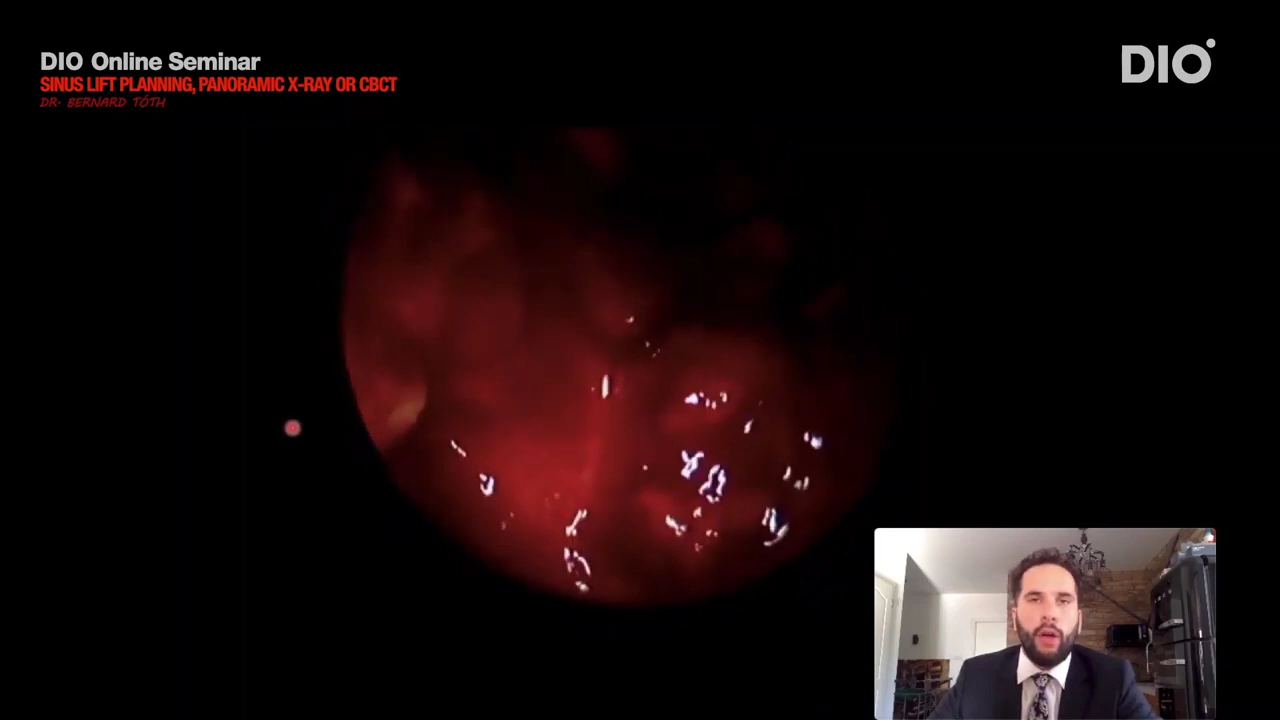 DIO Online Seminar
SINUS LIFT PLANNING, PANORAMIC X-RAY OR CBCT
DR. BERNARD TÓTH
DIO